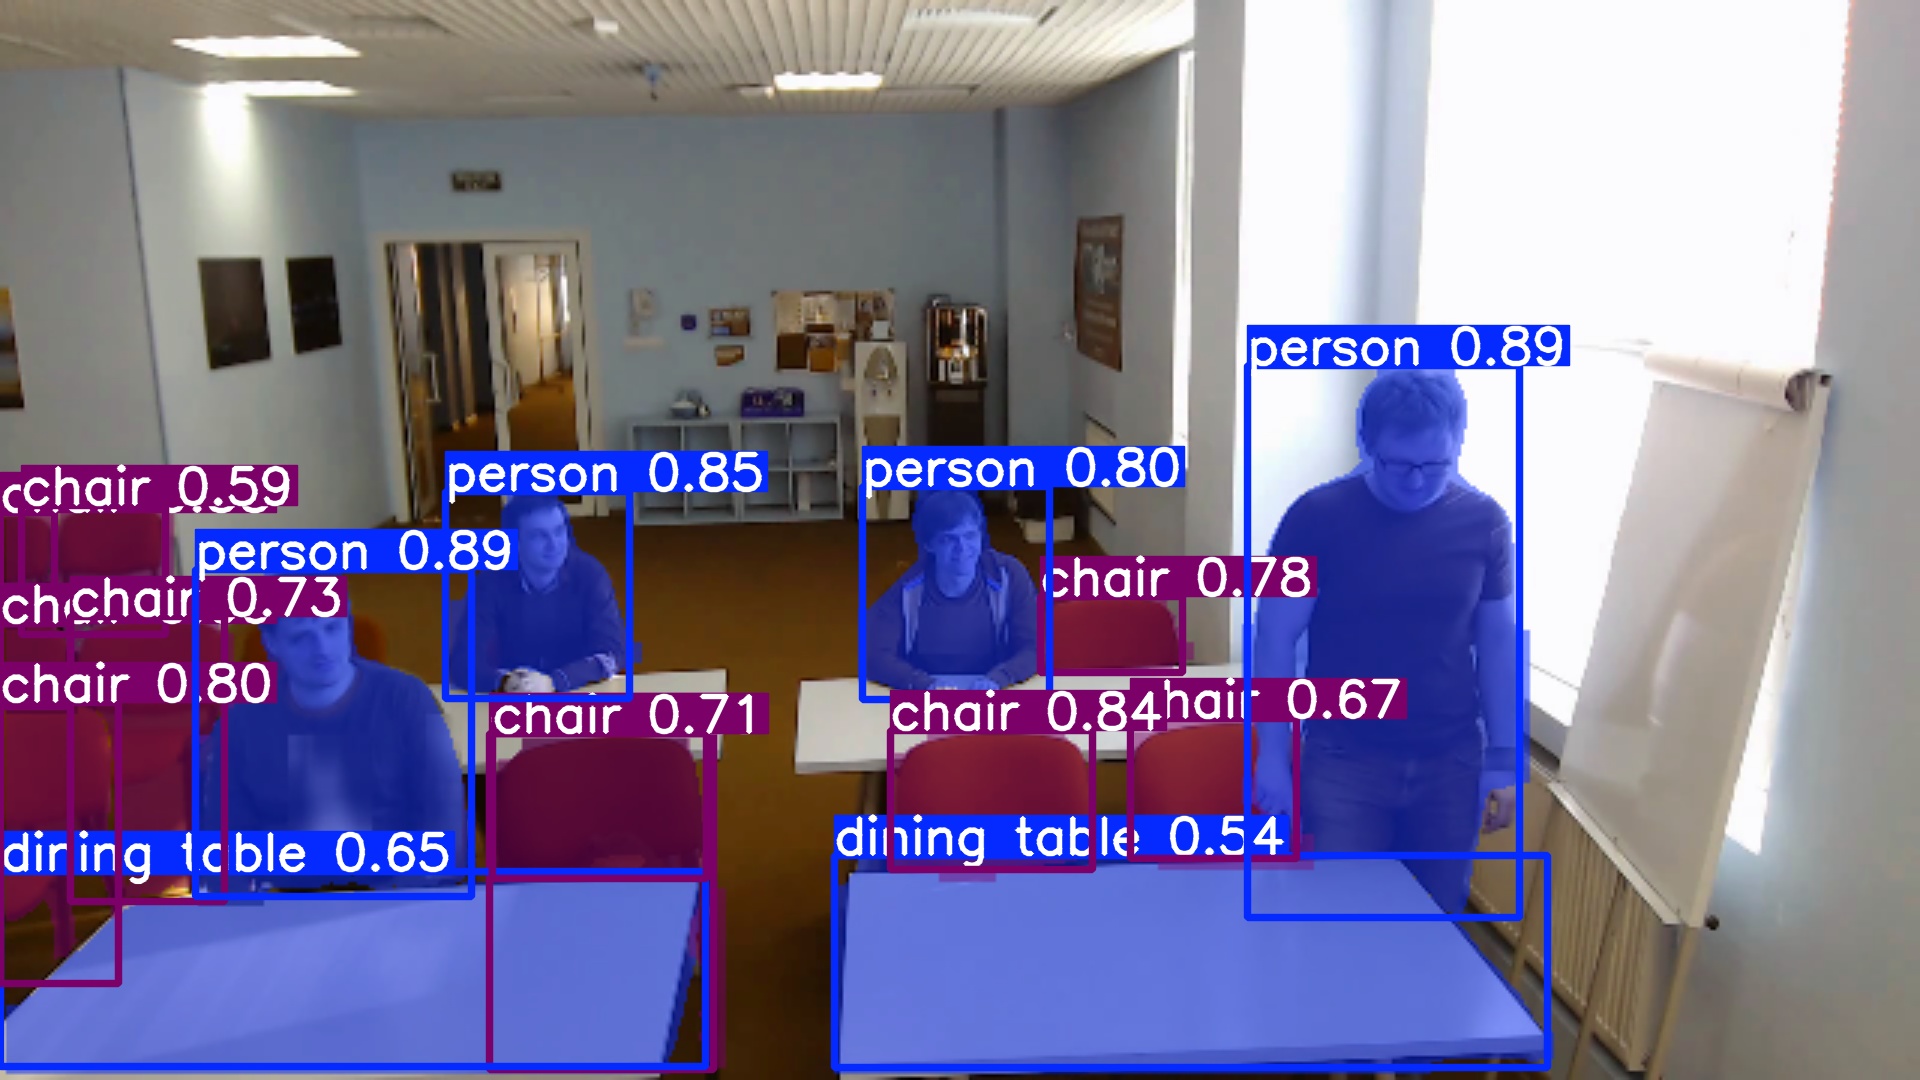 person 0.89
person 0.85
person 0.80
chair 0.59
person 0.89
chair 0.78
chair 0.73
chair 0.80
chair 0.71
chair 0.84
hair 0.67
dining table 0.65
dining table 0.54